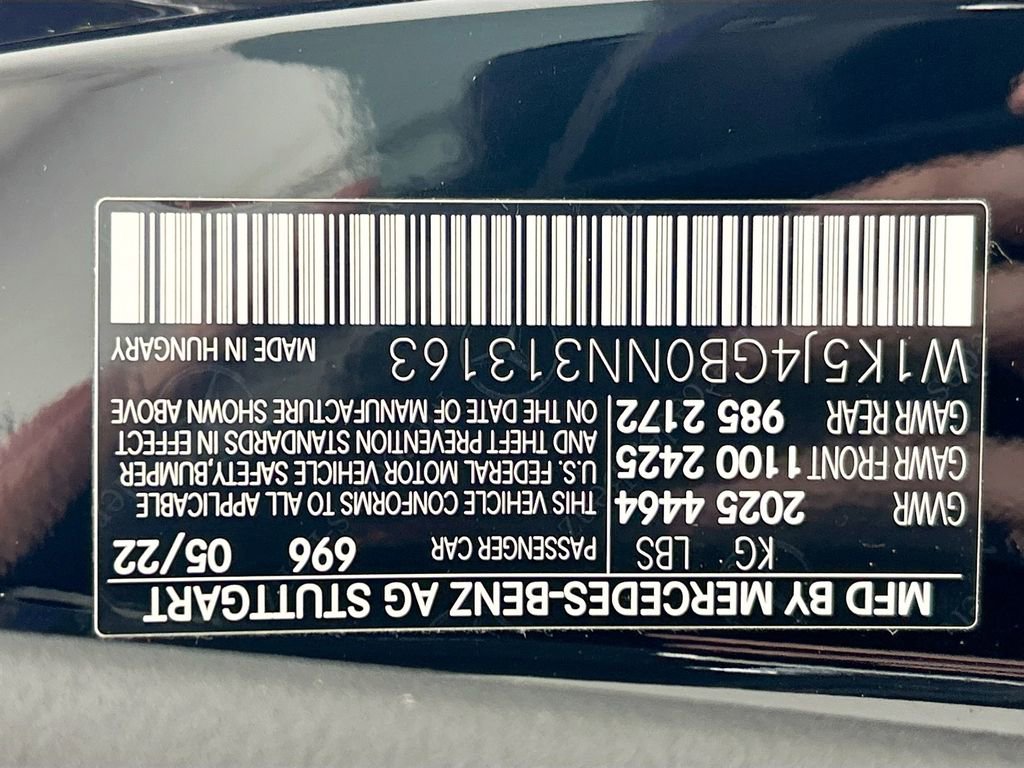 MFD BY MERCEDES-BENZ AG STUTTGART
KG LBS
GVWR 2025 4464
GAWR FRONT 1100 2425
GAWR REAR 985 2172
PASSENGER CAR 696 05/22
THIS VEHICLE CONFORMS TO ALL APPLICABLE
U.S. FEDERAL MOTOR VEHICLE SAFETY,BUMPER
AND THEFT PREVENTION STANDARDS IN EFFECT
ON THE DATE OF MANUFACTURE SHOWN ABOVE
W1K5J4GB0NN313163 MADE IN HUNGARY